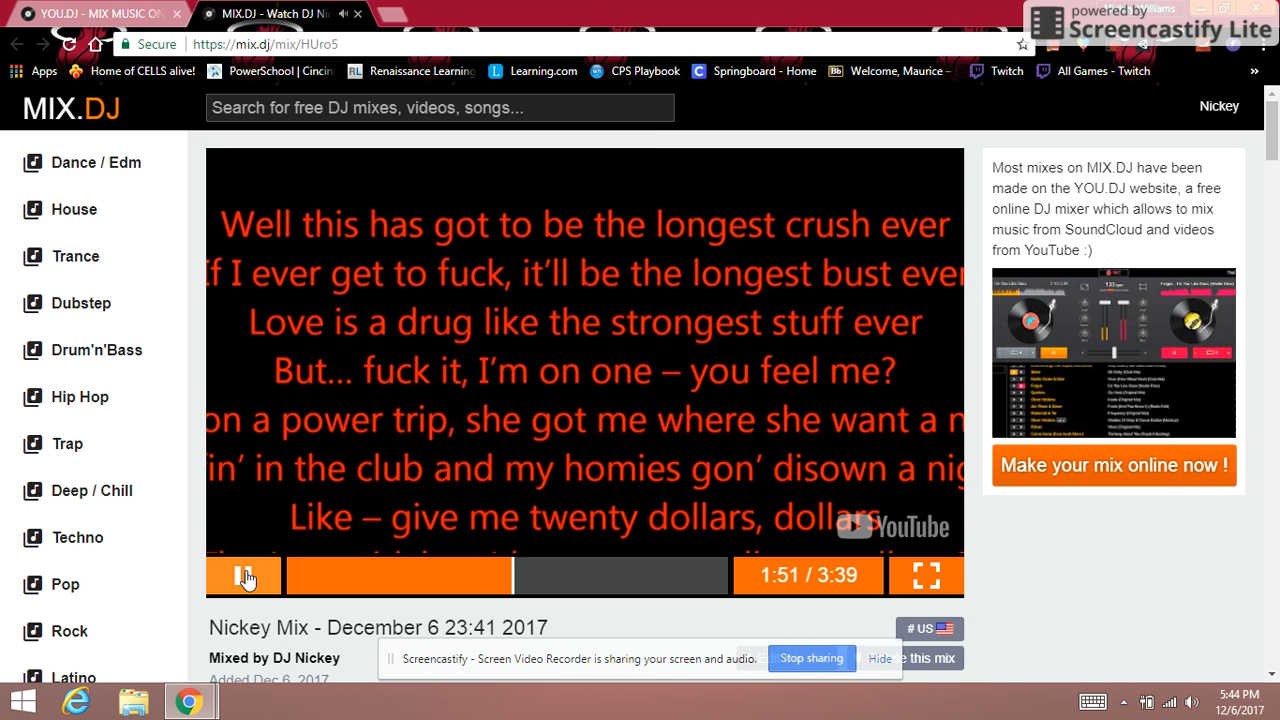 YOU.DJ - MIX MUSIC ON
MIX.DJ - Watch DJ Nic
Williams
powered by
Screencastify Lite
Secure
https://mix.dj/mix/HUro5
Apps
Home of CELLS alive!
PowerSchool | Cincin
RL
Renaissance Learning
L
Learning.com
CPS Playbook
C
Springboard - Home
Bb
Welcome, Maurice –
Twitch
All Games - Twitch
»
MIX.DJ
Search for free DJ mixes, videos, songs...
Nickey
Dance / Edm
House
Trance
Dubstep
Drum'n'Bass
Hip Hop
Trap
Deep / Chill
Techno
Pop
Rock
Latino
Well this has got to be the longest crush ever
If I ever get to fuck, it'll be the longest bust ever
Love is a drug like the strongest stuff ever
But... fuck it, I'm on one – you feel me?
on a power trip, she got me where she want a n
fin' in the club and my homies gon' disown a nig
Like – give me twenty dollars, dollars
YouTube
1:51 / 3:39
Nickey Mix - December 6 23:41 2017
# US
Mixed by DJ Nickey
this mix
Added Dec 6, 2017
Screencastify - Screen Video Recorder is sharing your screen and audio.
Stop sharing
Hide
Most mixes on MIX.DJ have been
made on the YOU.DJ website, a free
online DJ mixer which allows to mix
music from SoundCloud and videos
from YouTube :)
Make your mix online now !
5:44 PM
12/6/2017